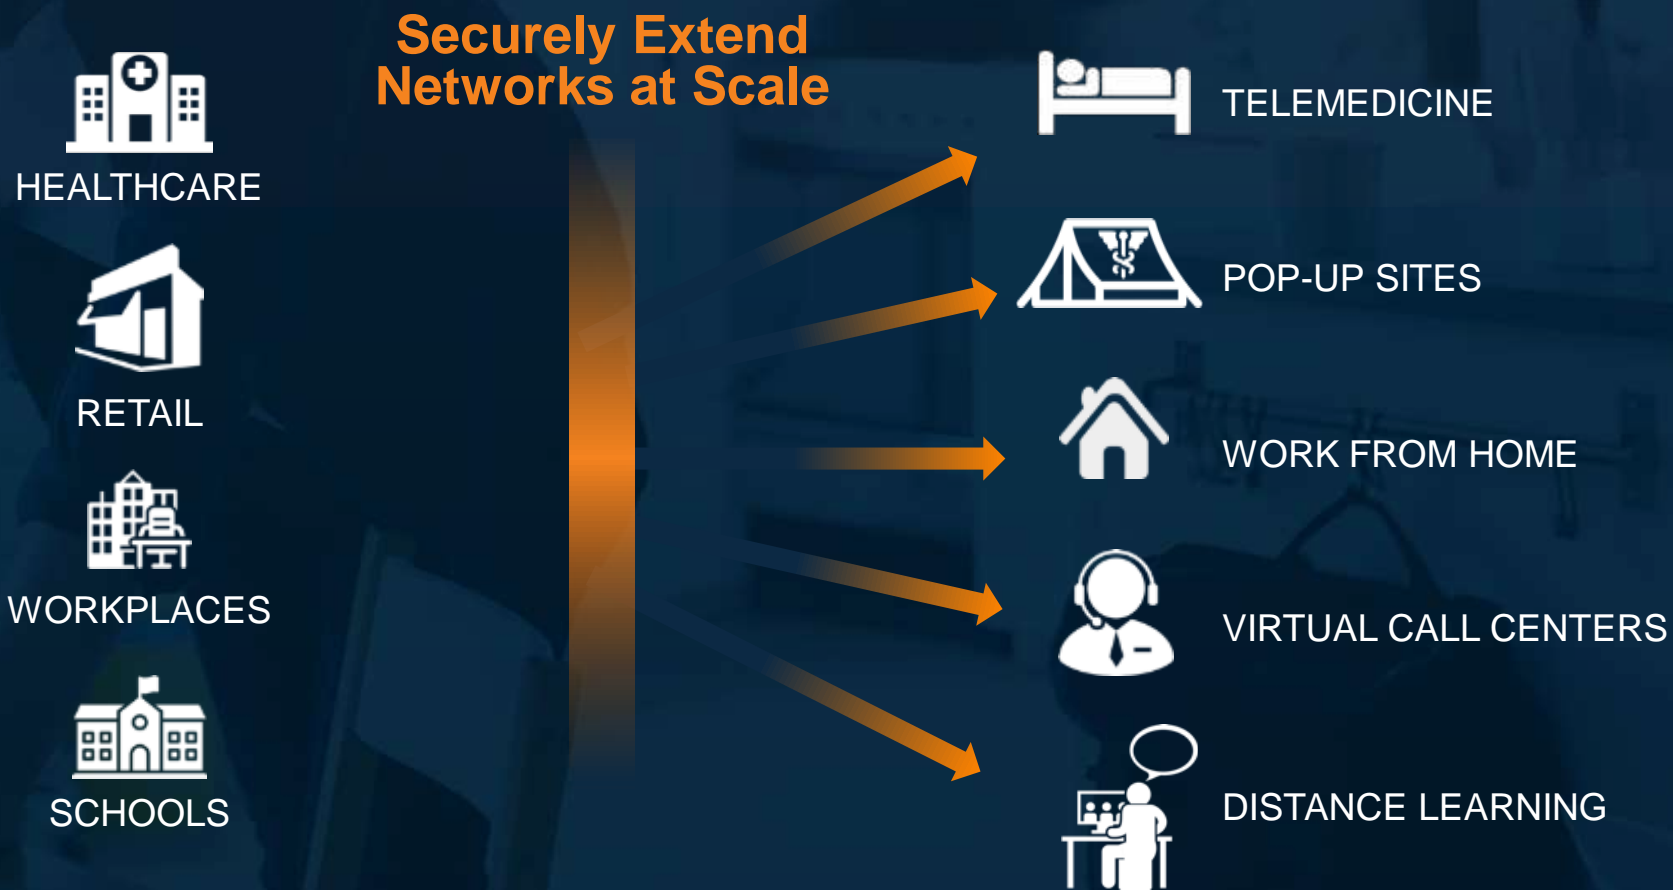 Securely Extend
Networks at Scale
HEALTHCARE
RETAIL
WORKPLACES
SCHOOLS
TELEMEDICINE
POP-UP SITES
WORK FROM HOME
VIRTUAL CALL CENTERS
DISTANCE LEARNING